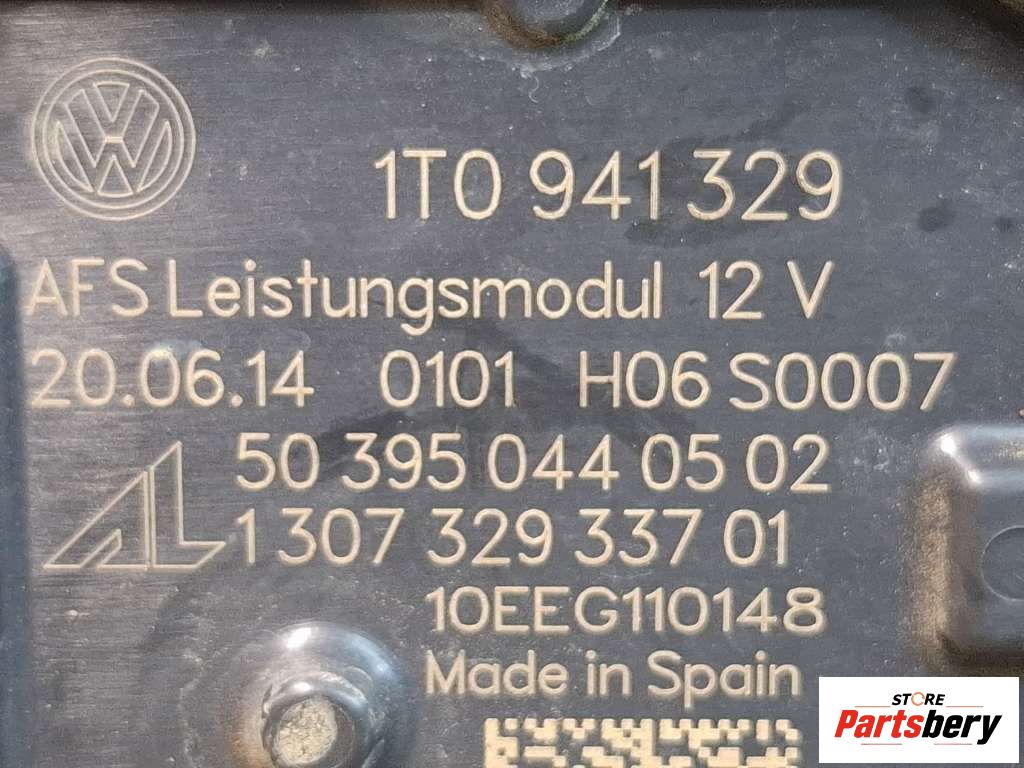 1T0 941 329
AFS Leistungsmodul 12 V
20.06.14 0101 H06 S0007
50 395 044 05 02
AL 1 307 329 337 01
10EEG110148
Made in Spain
STORE
Partsbery